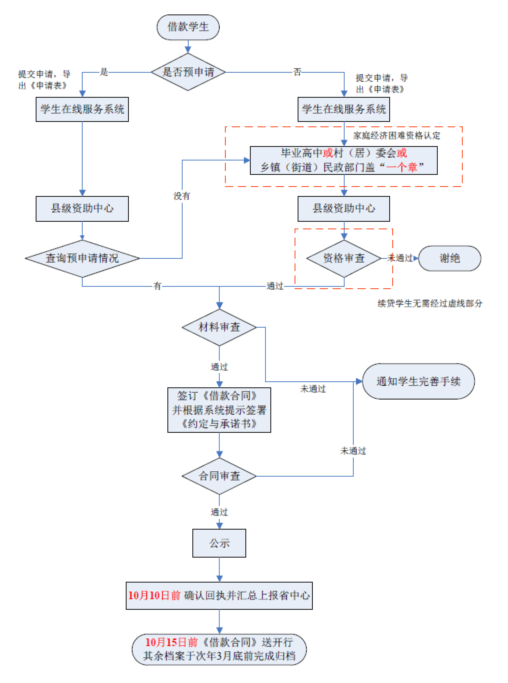 借款学生
是否预申请
是
否
提交申请，导
出《申请表》
提交申请，导
出《申请表》
学生在线服务系统
学生在线服务系统
家庭经济困难资格认定
毕业高中或村（居）委会或
乡镇（街道）民政部门盖“一个章”
没有
县级资助中心
县级资助中心
查询预申请情况
资格审查
未通过
谢绝
有
通过
续贷学生无需经过虚线部分
材料审查
通过
未通过
通知学生完善手续
签订《借款合同》
并根据系统提示签署
《约定与承诺书》
未通过
合同审查
通过
公示
10月10日前 确认回执并汇总上报省中心
10月15日前《借款合同》送开行
其余档案于次年3月底前完成归档